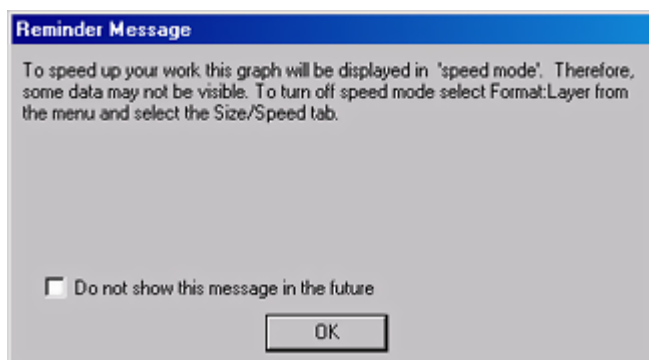 Reminder Message
To speed up your work this graph will be displayed in 'speed mode'. Therefore,
some data may not be visible. To turn off speed mode select Format:Layer from
the menu and select the Size/Speed tab.
Do not show this message in the future
OK